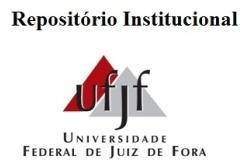 Repositório Institucional
ufjf
UNIVERSIDADE
FEDERAL DE JUIZ DE FORA